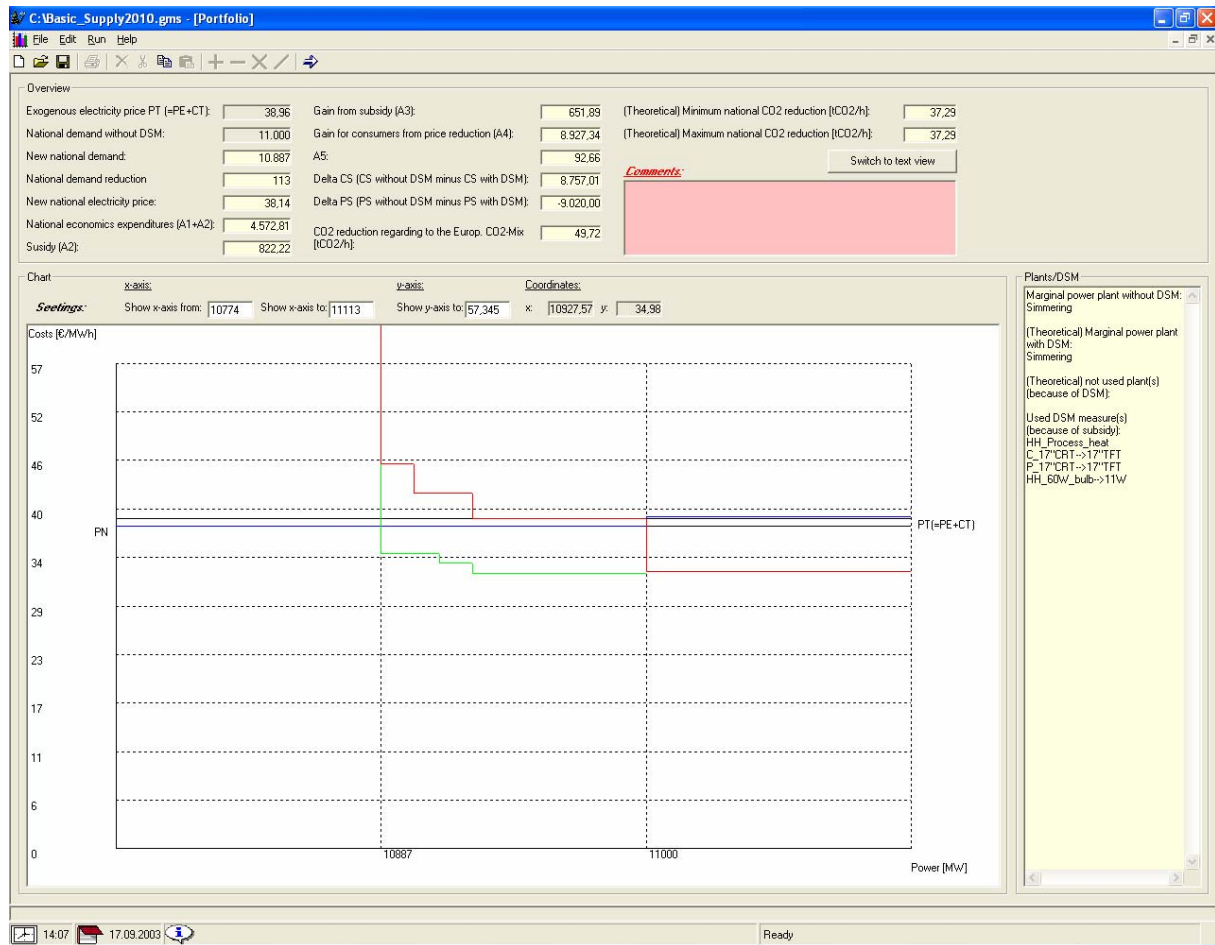 C:\Basic_Supply2010.gms - [Portfolio]
File Edit Run Help
Overview
Exogenous electricity price PT (=PE+CT): 38,96
National demand without DSM: 11.000
New national demand: 10.887
National demand reduction 113
New national electricity price: 38,14
National economics expenditures (A1+A2): 4.572,81
Susidy (A2): 822,22
Gain from subsidy (A3): 651,89
Gain for consumers from price reduction (A4): 8.927,34
A5: 92,66
Delta CS (CS without DSM minus CS with DSM): 8.757,01
Delta PS (PS without DSM minus PS with DSM): -9.020,00
CO2 reduction regarding to the Europ. CO2-Mix 49,72
[tCO2/h]:
(Theoretical) Minimum national CO2 reduction [tCO2/h]: 37,29
(Theoretical) Maximum national CO2 reduction [tCO2/h]: 37,29
Switch to text view
Comments:
Chart
x-axis: y-axis: Coordinates:
Seetings: Show x-axis from: 10774 Show x-axis to: 11113 Show y-axis to: 57,345 x: 10927,57 y: 34,98
Costs [€/MWh]
57
52
46
40
PN
PT(=PE+CT)
34
29
23
17
11
6
0
10887 11000
Power [MW]
Plants/DSM
Marginal power plant without DSM:
Simmering
(Theoretical) Marginal power plant
with DSM:
Simmering
(Theoretical) not used plant(s)
(because of DSM):
Used DSM measure(s)
(because of subsidy):
HH_Process_heat
C_17"CRT-->17"TFT
P_17"CRT-->17"TFT
HH_60W_bulb-->11W
14:07 17.09.2003 Ready